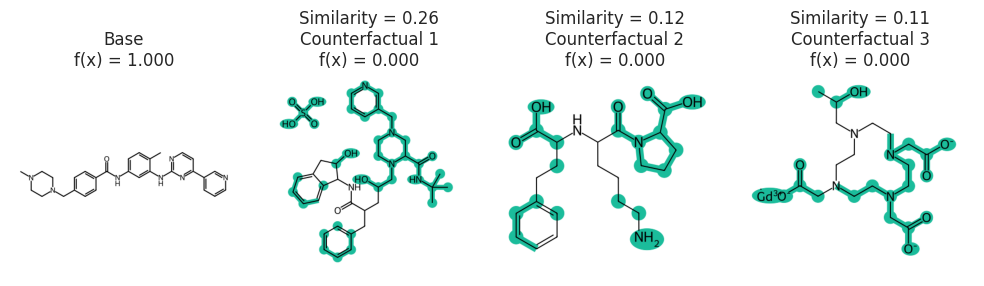 Base
f(x) = 1.000
Similarity = 0.26
Counterfactual 1
f(x) = 0.000
Similarity = 0.12
Counterfactual 2
f(x) = 0.000
Similarity = 0.11
Counterfactual 3
f(x) = 0.000
N
N
O
N
H
N
H
N
N
N
O
OH
S
HO
O
N
N
N
O
HN
OH
HO
NH
O
OH
O
H
N
O
N
O
OH
NH2
OH
N
N
N
N
O
O-
O
O
Gd3+O
O
O-